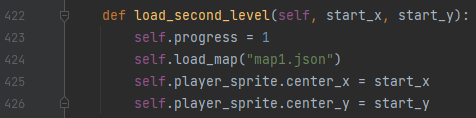 422 def load_second_level(self, start_x, start_y):
423 self.progress = 1
424 self.load_map("map1.json")
425 self.player_sprite.center_x = start_x
426 self.player_sprite.center_y = start_y